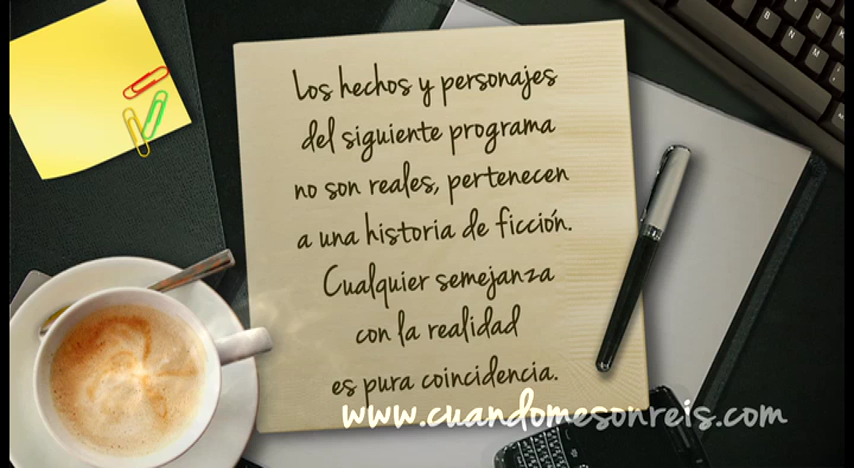 Los hechos y personajes
del siguiente programa
no son reales, pertenecen
a una historia de ficción.
Cualquier semejanza
con la realidad
es pura coincidencia.
www.cuandomesonreis.com